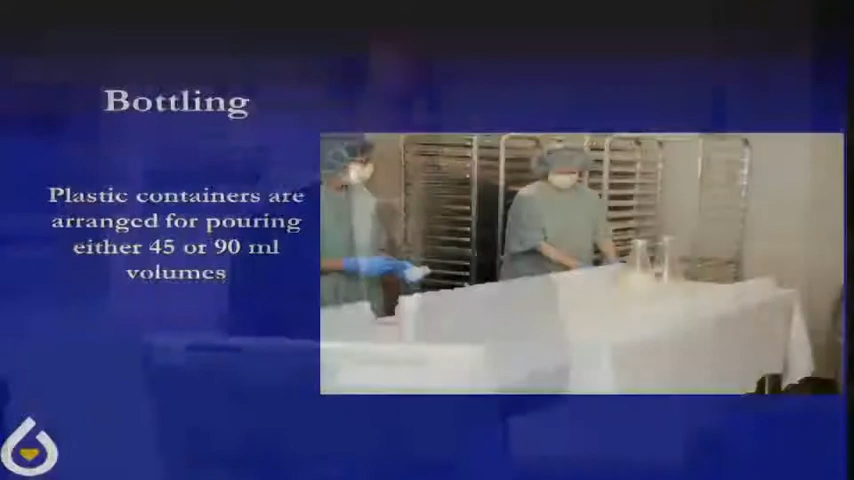 Bottling
Plastic containers are
arranged for pouring
either 45 or 90 ml
volumes